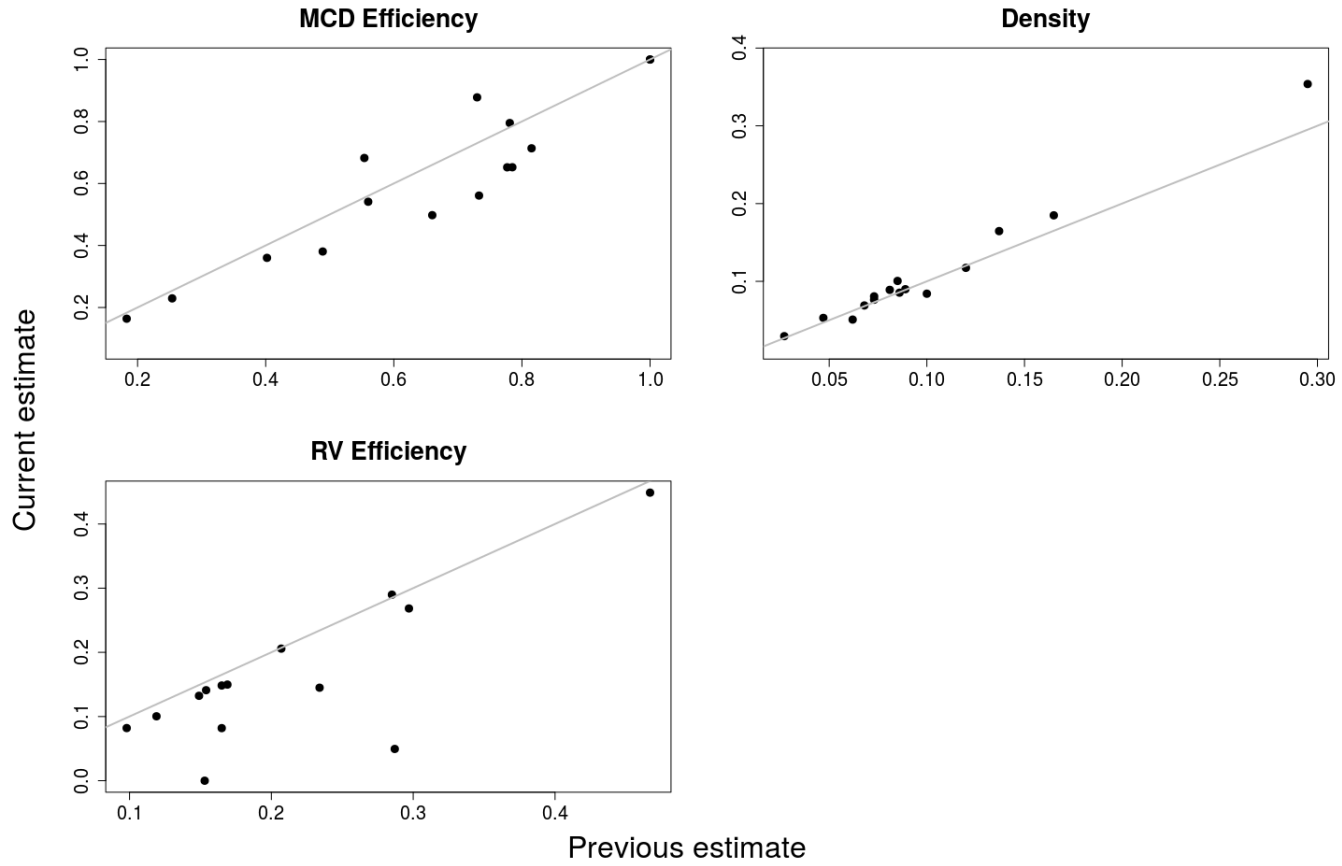 MCD Efficiency
1.0
0.8
0.6
0.4
0.2
0.2 0.4 0.6 0.8 1.0
Density
0.4
0.3
0.2
0.1
0.05 0.10 0.15 0.20 0.25 0.30
RV Efficiency
0.4
0.3
0.2
0.1
0.0
0.1 0.2 0.3 0.4
Current estimate
Previous estimate